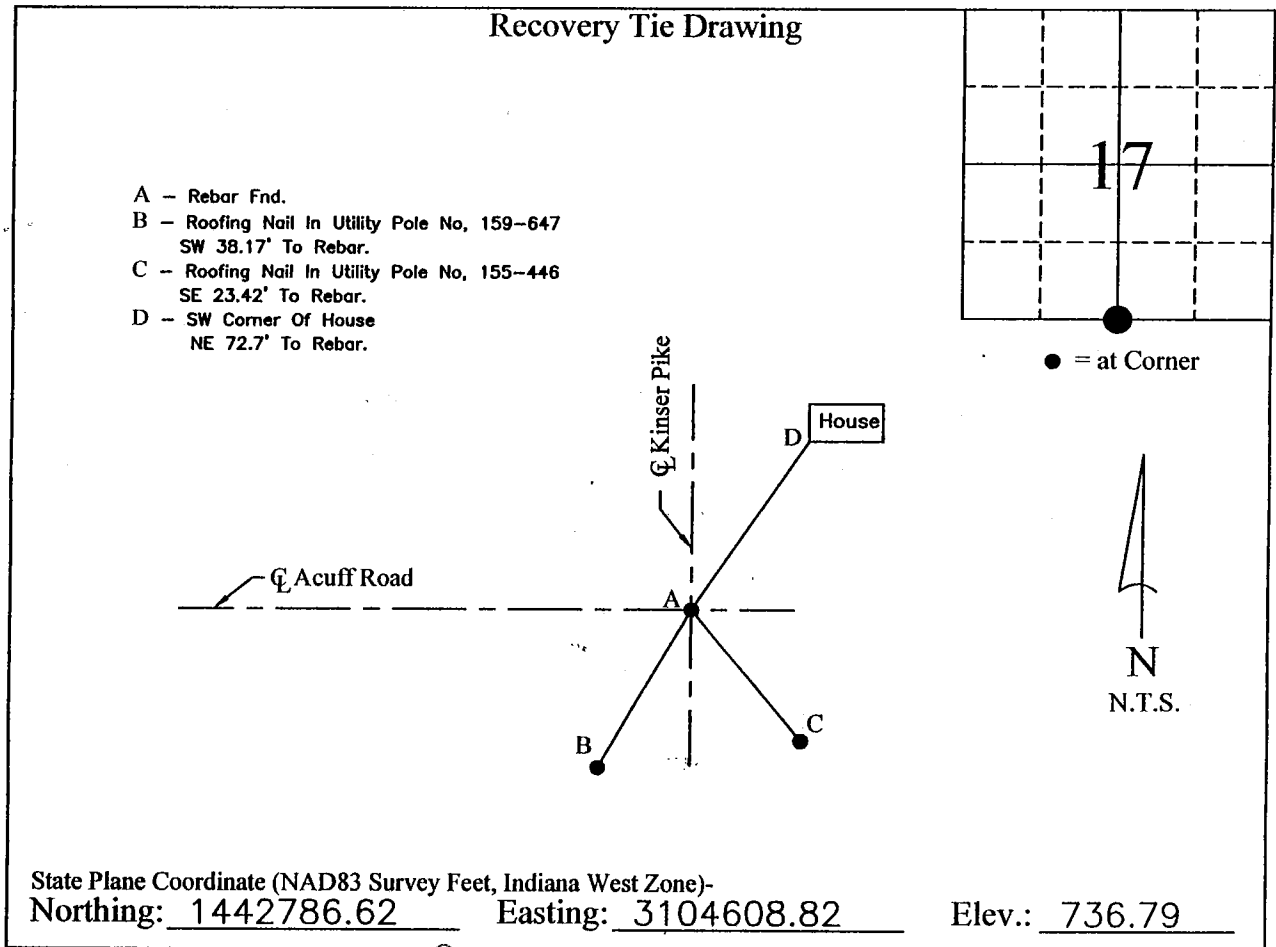 Recovery Tie Drawing
17
A – Rebar Fnd.
B – Roofing Nail In Utility Pole No, 159–647
SW 38.17' To Rebar.
C – Roofing Nail In Utility Pole No, 155–446
SE 23.42' To Rebar.
D – SW Corner Of House
NE 72.7' To Rebar.
● = at Corner
℄ Kinser Pike
D
House
℄ Acuff Road
A
N
N.T.S.
B
C
State Plane Coordinate (NAD83 Survey Feet, Indiana West Zone)-
Northing: 1442786.62 Easting: 3104608.82 Elev.: 736.79